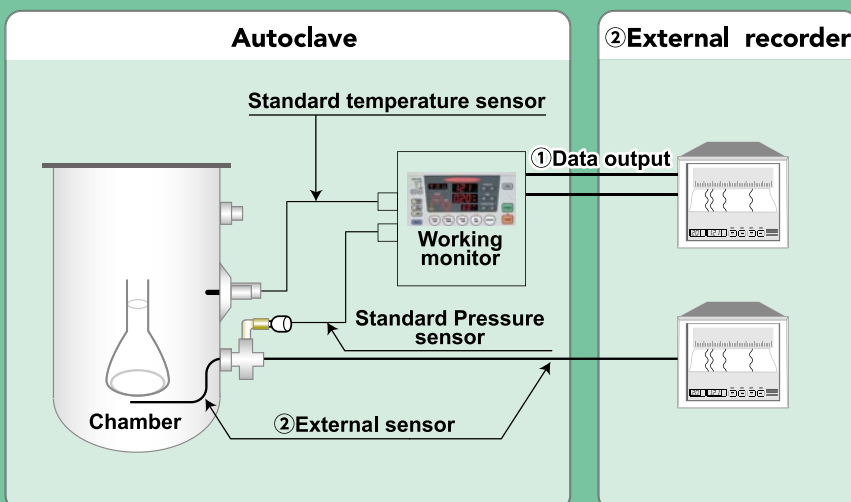 Autoclave
②External recorder
Standard temperature sensor
①Data output
Working
monitor
Standard Pressure
sensor
Chamber
②External sensor